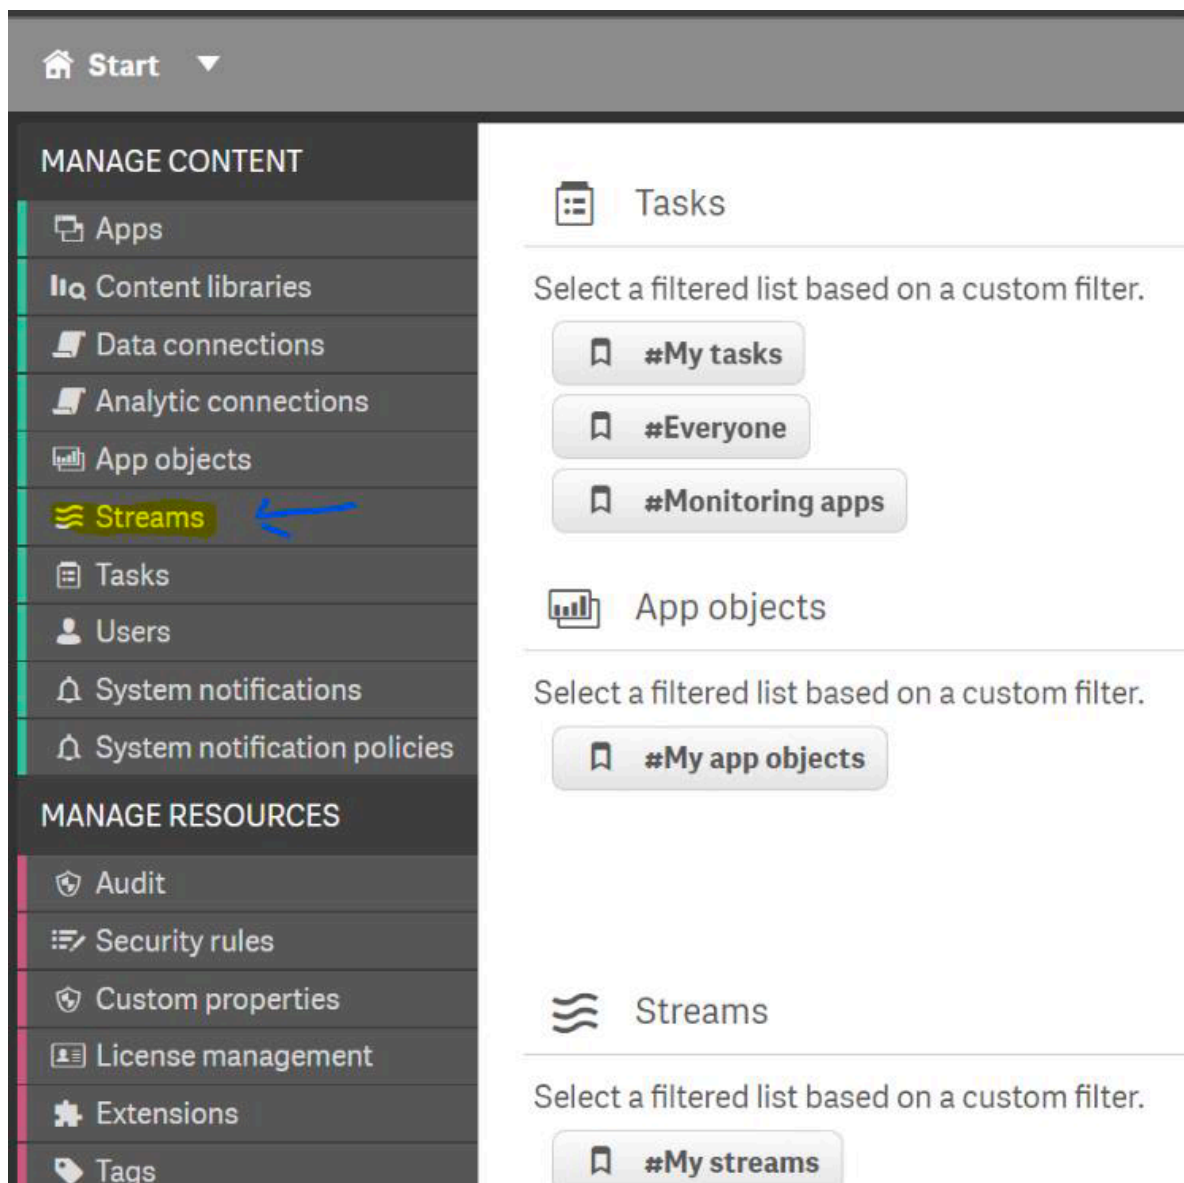 Start
MANAGE CONTENT
Apps
Content libraries
Data connections
Analytic connections
App objects
Streams
Tasks
Users
System notifications
System notification policies
MANAGE RESOURCES
Audit
Security rules
Custom properties
License management
Extensions
Tags
Tasks
Select a filtered list based on a custom filter.
#My tasks
#Everyone
#Monitoring apps
App objects
Select a filtered list based on a custom filter.
#My app objects
Streams
Select a filtered list based on a custom filter.
#My streams